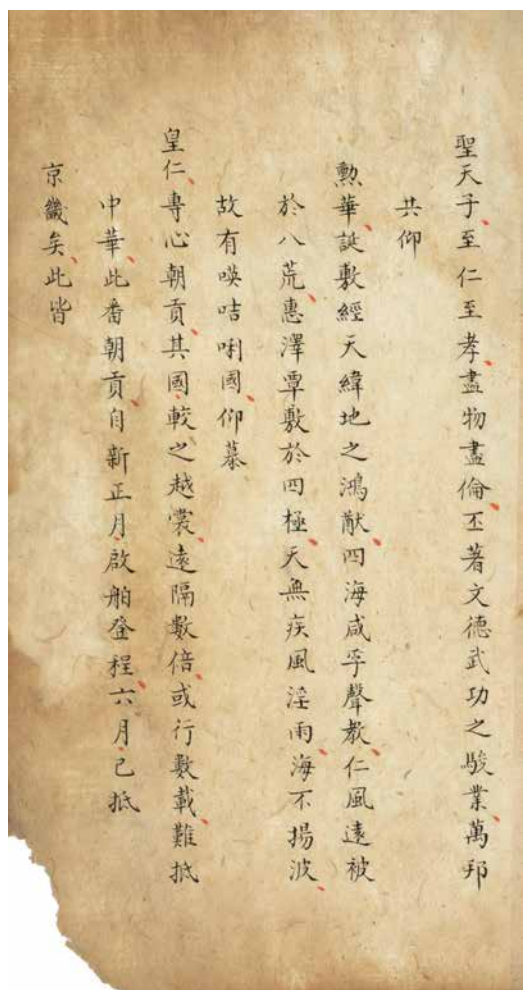 聖天子、至仁至孝、盡物盡倫、丕著文德武功之駿業、萬邦
共仰
勲華、誕敷經天緯地之鴻猷、四海咸孚聲教、仁風遠被
於八荒、惠澤覃敷於四極、天無疾風淫雨、海不揚波、
故有𠸄咭唎國、仰慕
皇仁、專心朝貢、其國較之越裳、遠隔數倍、或行數載、難抵
中華、此番朝貢、自新正月啟舶登程、六月、已抵
京畿矣、此皆